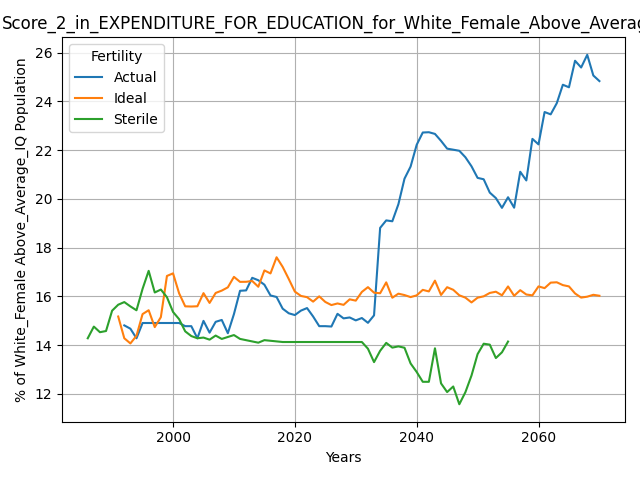 Score_2_in_EXPENDITURE_FOR_EDUCATION_for_White_Female_Above_Averag
% of White_Female Above_Average_IQ Population
26
24
22
20
18
16
14
12
Fertility
Actual
Ideal
Sterile
2000
2020
2040
2060
Years